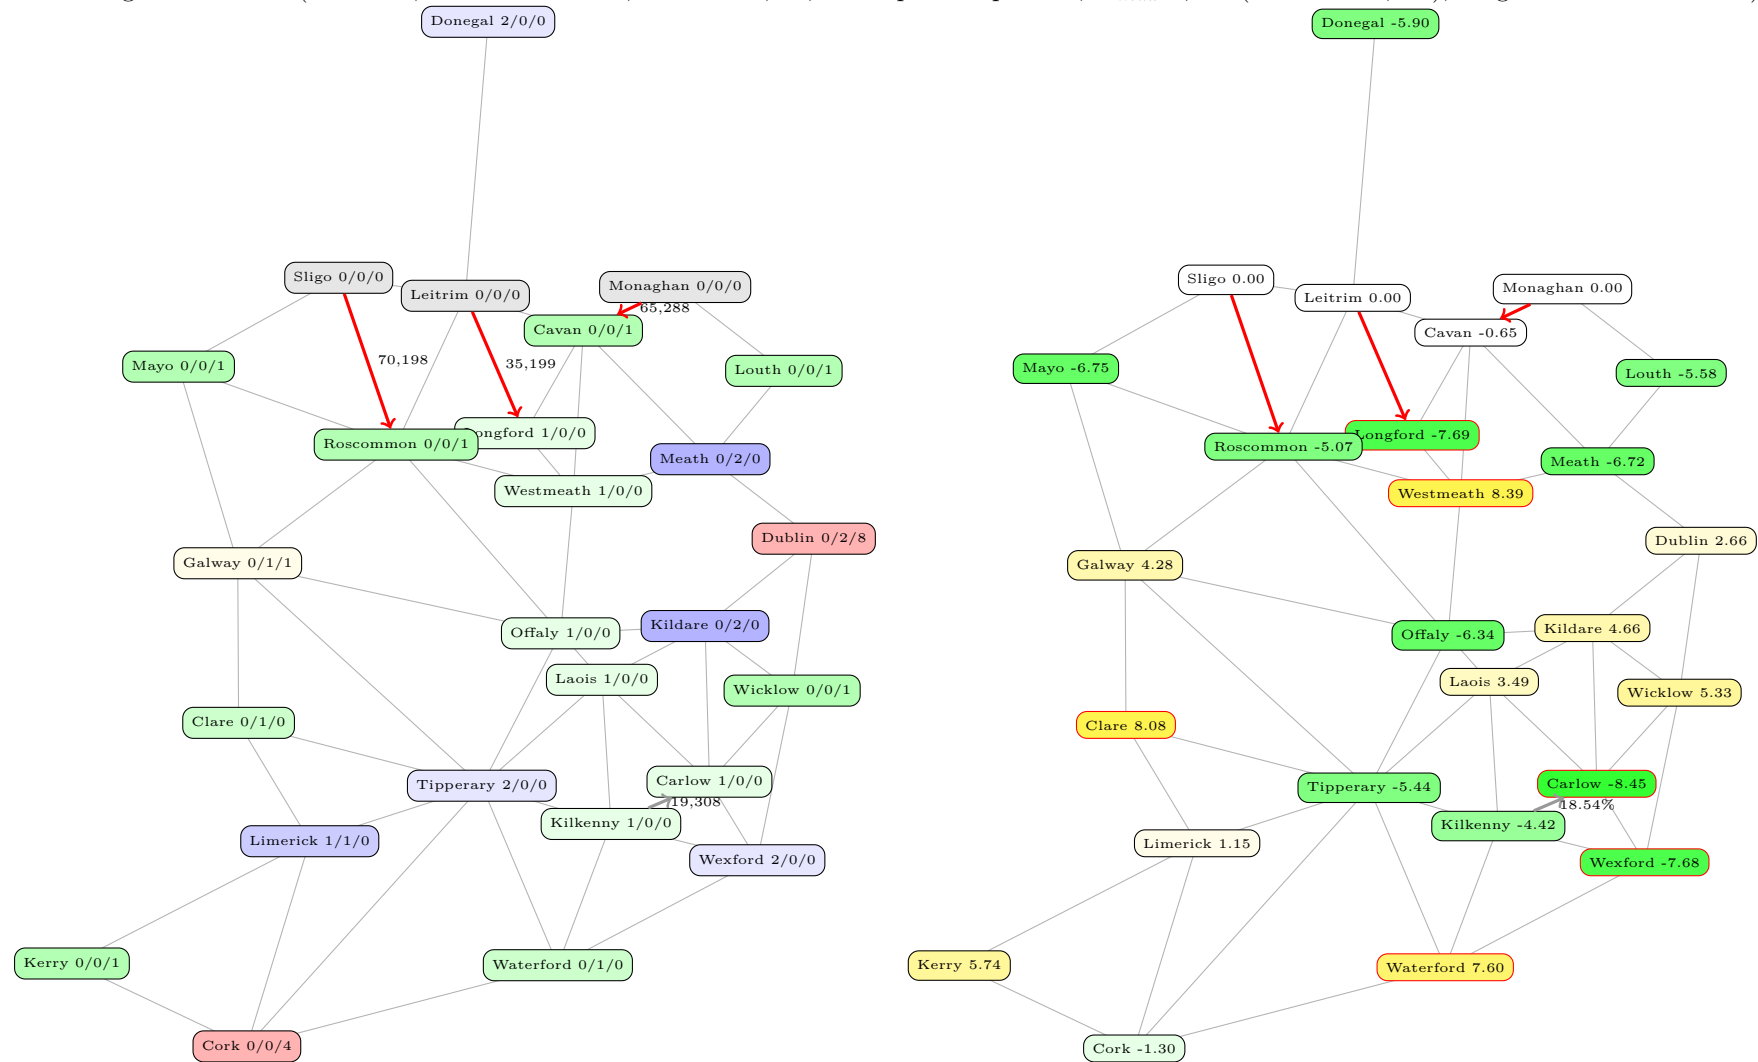 Donegal 2/0/0
Sligo 0/0/0
Leitrim 0/0/0
Monaghan 0/0/0
65,288
Cavan 0/0/1
Mayo 0/0/1
70,198
35,199
Louth 0/0/1
Roscommon 0/0/1
Longford 1/0/0
Meath 0/2/0
Westmeath 1/0/0
Dublin 0/2/8
Galway 0/1/1
Offaly 1/0/0
Kildare 0/2/0
Laois 1/0/0
Wicklow 0/0/1
Clare 0/1/0
Tipperary 2/0/0
Carlow 1/0/0
19,308
Kilkenny 1/0/0
Limerick 1/1/0
Wexford 2/0/0
Kerry 0/0/1
Waterford 0/1/0
Cork 0/0/4
Donegal -5.90
Sligo 0.00
Leitrim 0.00
Monaghan 0.00
Cavan -0.65
Mayo -6.75
Louth -5.58
Roscommon -5.07
Longford -7.69
Meath -6.72
Westmeath 8.39
Dublin 2.66
Galway 4.28
Offaly -6.34
Kildare 4.66
Laois 3.49
Wicklow 5.33
Clare 8.08
Tipperary -5.44
Carlow -8.45
18.54%
Kilkenny -4.42
Limerick 1.15
Wexford -7.68
Kerry 5.74
Waterford 7.60
Cork -1.30